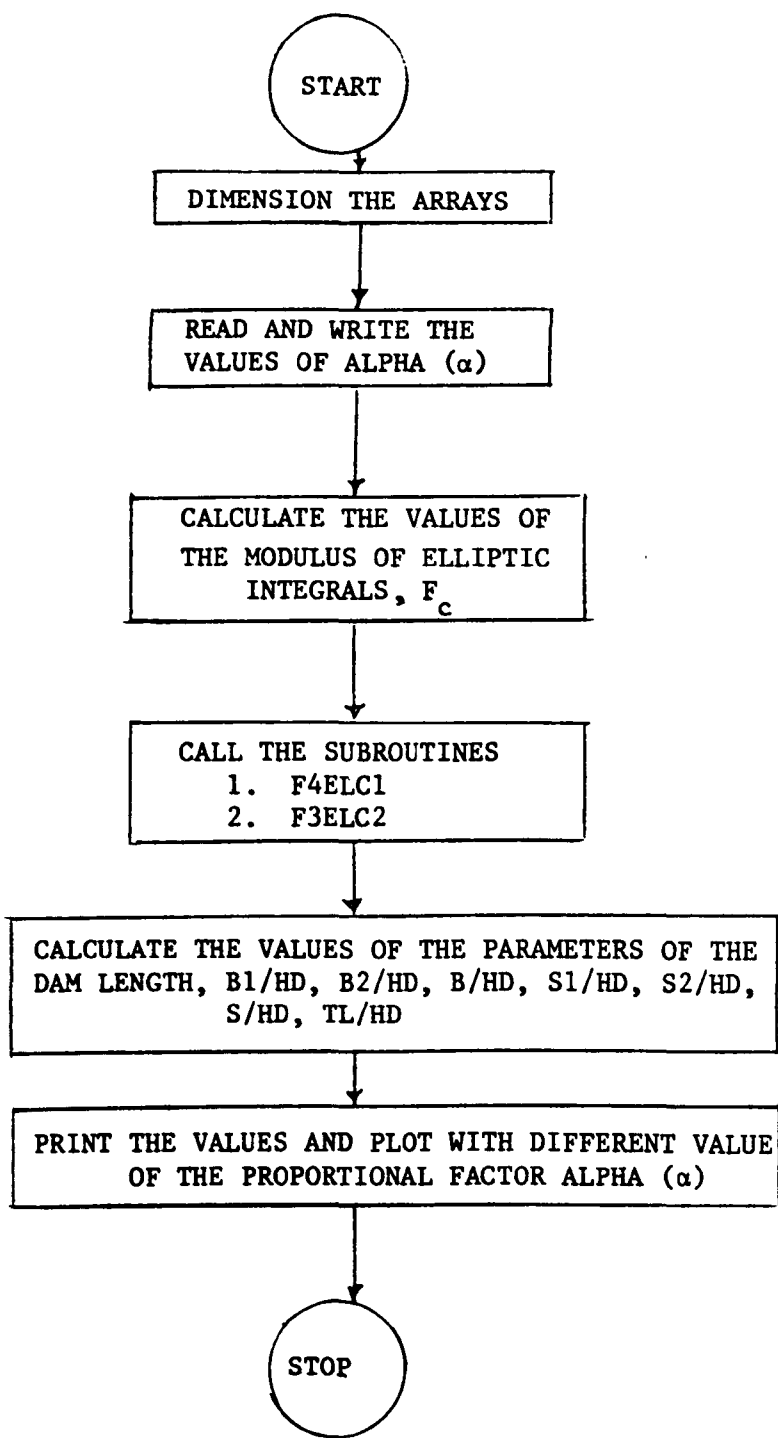 START
DIMENSION THE ARRAYS
READ AND WRITE THE
VALUES OF ALPHA (α)
CALCULATE THE VALUES OF
THE MODULUS OF ELLIPTIC
INTEGRALS, F_c
CALL THE SUBROUTINES
1. F4ELC1
2. F3ELC2
CALCULATE THE VALUES OF THE PARAMETERS OF THE
DAM LENGTH, B1/HD, B2/HD, B/HD, S1/HD, S2/HD,
S/HD, TL/HD
PRINT THE VALUES AND PLOT WITH DIFFERENT VALUE
OF THE PROPORTIONAL FACTOR ALPHA (α)
STOP